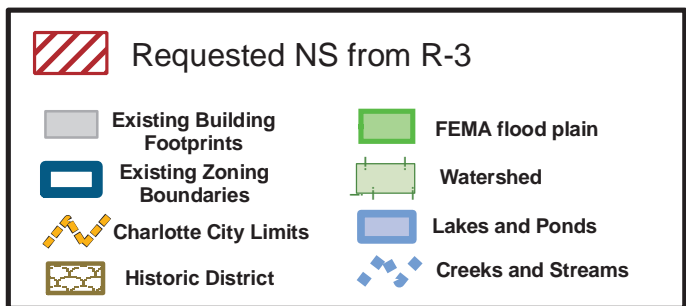 Requested NS from R-3
Existing Building
Footprints
Existing Zoning
Boundaries
Charlotte City Limits
Historic District
FEMA flood plain
Watershed
Lakes and Ponds
Creeks and Streams